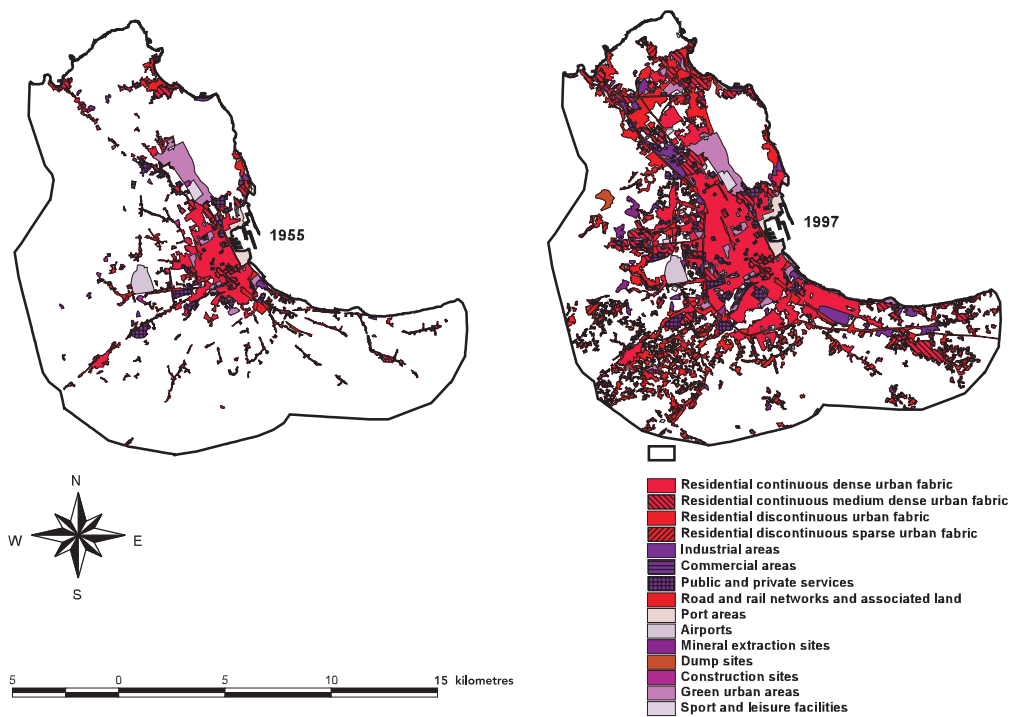 1955
1997
N
W E
S
5 0 5 10 15 kilometres
Residential continuous dense urban fabric
Residential continuous medium dense urban fabric
Residential discontinuous urban fabric
Residential discontinuous sparse urban fabric
Industrial areas
Commercial areas
Public and private services
Road and rail networks and associated land
Port areas
Airports
Mineral extraction sites
Dump sites
Construction sites
Green urban areas
Sport and leisure facilities